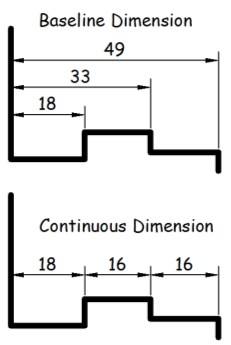 Baseline Dimension
49
33
18
Continuous Dimension
18 16 16